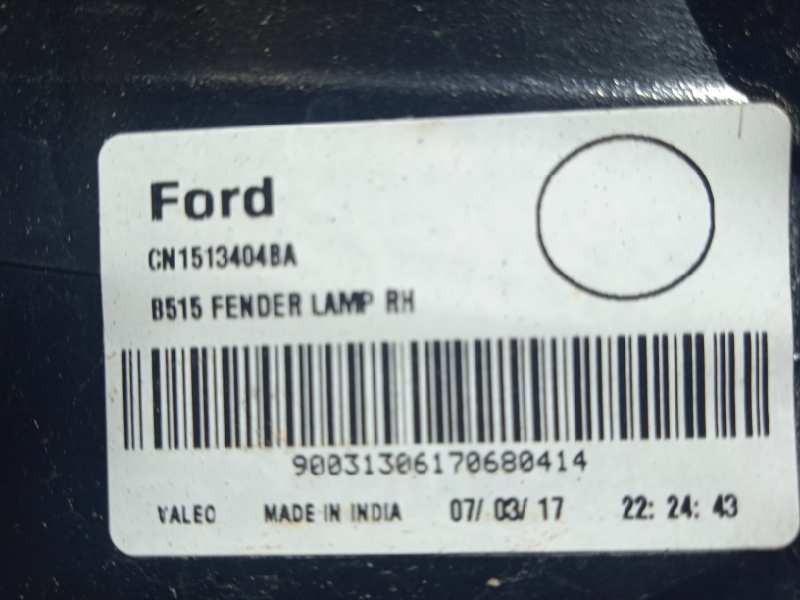 Ford
CN1513404BA
B515 FENDER LAMP RH
90031306170680414
VALEO MADE IN INDIA 07/ 03/ 17 22: 24: 43